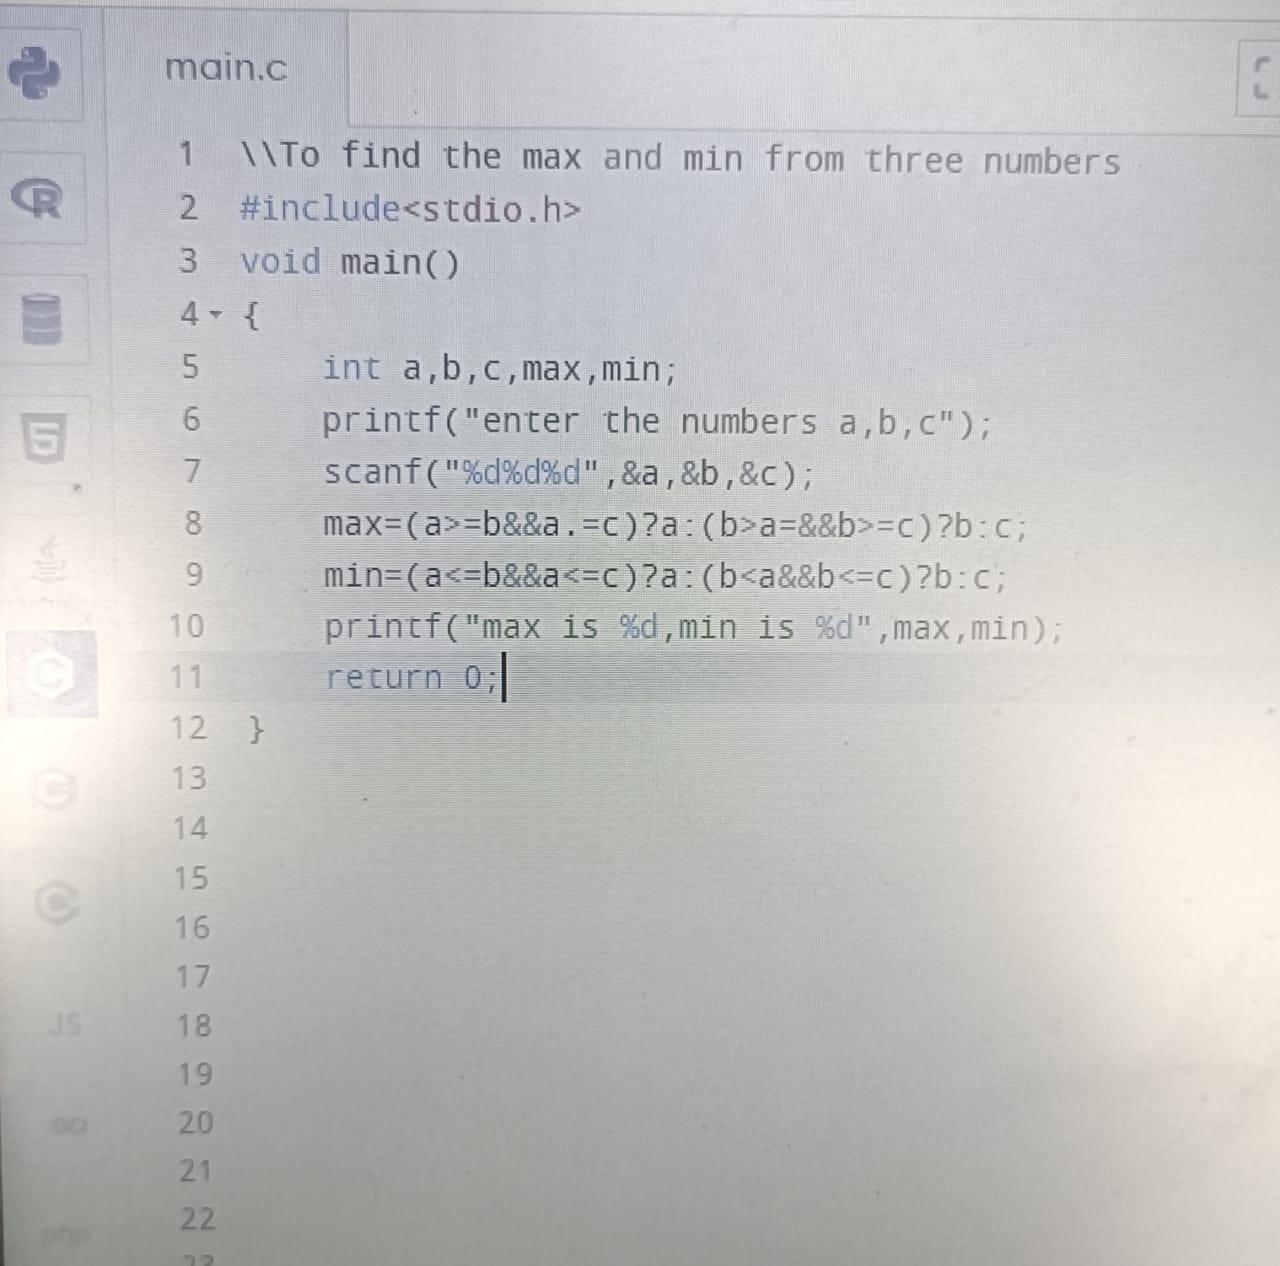 main.c
1 \\To find the max and min from three numbers
2 #include<stdio.h>
3 void main()
4 {
5 int a,b,c,max,min;
6 printf("enter the numbers a,b,c");
7 scanf("%d%d%d",&a,&b,&c);
8 max=(a>=b&&a.=c)?a:(b>a=&&b>=c)?b:c;
9 min=(a<=b&&a<=c)?a:(b<a&&b<=c)?b:c;
10 printf("max is %d,min is %d",max,min);
11 return 0;
12 }
13
14
15
16
17
18
19
20
21
22
R
5
C
JS
GO
php